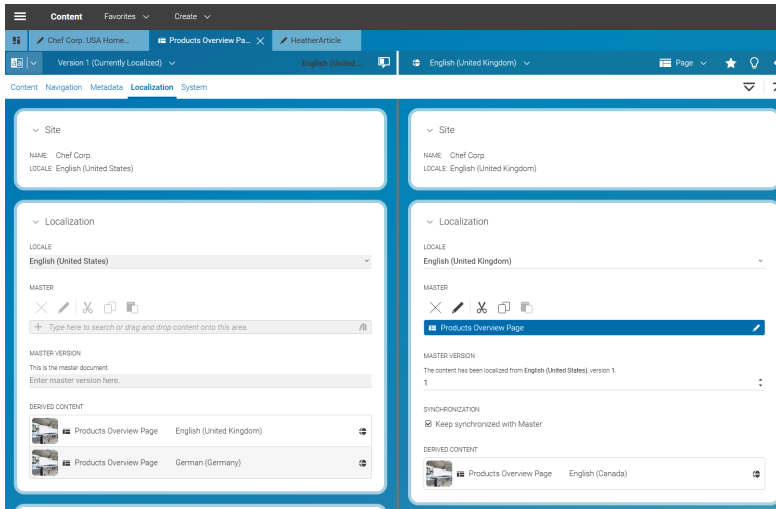 Content Favorites Create
Chef Corp. USA Home... Products Overview Pa... HeatherArticle
Version 1 (Currently Localized) English (United ... English (United Kingdom) Page
Content Navigation Metadata Localization System
Site
NAME: Chef Corp.
LOCALE: English (United States)
Localization
LOCALE
English (United States)
MASTER
Type here to search or drag and drop content onto this area.
MASTER VERSION
This is the master document.
Enter master version here.
DERIVED CONTENT
Products Overview Page English (United Kingdom)
Products Overview Page German (Germany)
Site
NAME: Chef Corp.
LOCALE: English (United Kingdom)
Localization
LOCALE
English (United Kingdom)
MASTER
Products Overview Page
MASTER VERSION
The content has been localized from English (United States), version 1.
1
SYNCHRONIZATION
Keep synchronized with Master
DERIVED CONTENT
Products Overview Page English (Canada)